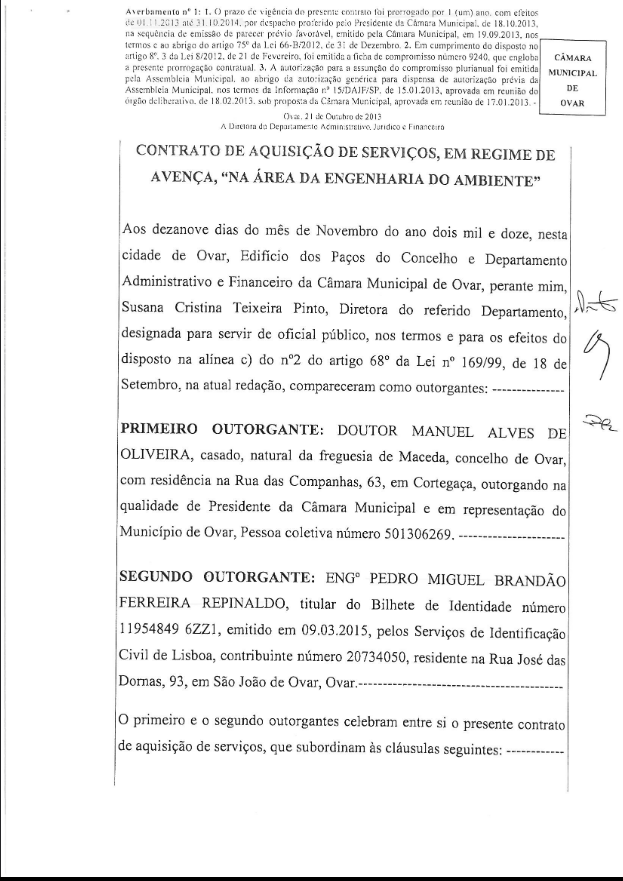 Averbamento nº 1: 1. O prazo de vigência do presente contrato foi prorrogado por 1 (um) ano, com efeitos
de 01.11.2013 até 31.10.2014, por despacho proferido pelo Presidente da Câmara Municipal, de 18.10.2013,
na sequência de emissão de parecer prévio favorável, emitido pela Câmara Municipal, em 19.09.2013, nos
termos e ao abrigo do artigo 75º da Lei 66-B/2012, de 31 de Dezembro. 2. Em cumprimento do disposto no
artigo 8º, 3 da Lei 8/2012, de 21 de Fevereiro, foi emitida a ficha de compromisso número 9240, que engloba
a presente prorrogação contratual. 3. A autorização para a assunção do compromisso plurianual foi emitida
pela Assembleia Municipal, ao abrigo da autorização genérica para dispensa de autorização prévia da
Assembleia Municipal, nos termos da Informação nº 15/DAJF/SP, de 15.01.2013, aprovada em reunião do
órgão deliberativo, de 18.02.2013, sub proposta da Câmara Municipal, aprovada em reunião de 17.01.2013. -
Ovar, 21 de Outubro de 2013
A Diretora do Departamento Administrativo, Jurídico e Financeiro
CÂMARA
MUNICIPAL
DE
OVAR
CONTRATO DE AQUISIÇÃO DE SERVIÇOS, EM REGIME DE
AVENÇA, “NA ÁREA DA ENGENHARIA DO AMBIENTE”
Aos dezanove dias do mês de Novembro do ano dois mil e doze, nesta
cidade de Ovar, Edifício dos Paços do Concelho e Departamento
Administrativo e Financeiro da Câmara Municipal de Ovar, perante mim,
Susana Cristina Teixeira Pinto, Diretora do referido Departamento,
designada para servir de oficial público, nos termos e para os efeitos do
disposto na alínea c) do nº2 do artigo 68º da Lei nº 169/99, de 18 de
Setembro, na atual redação, compareceram como outorgantes: ---------------
PRIMEIRO OUTORGANTE: DOUTOR MANUEL ALVES DE
OLIVEIRA, casado, natural da freguesia de Maceda, concelho de Ovar,
com residência na Rua das Companhas, 63, em Cortegaça, outorgando na
qualidade de Presidente da Câmara Municipal e em representação do
Município de Ovar, Pessoa coletiva número 501306269. ----------------------
SEGUNDO OUTORGANTE: ENGº PEDRO MIGUEL BRANDÃO
FERREIRA REPINALDO, titular do Bilhete de Identidade número
11954849 6ZZ1, emitido em 09.03.2015, pelos Serviços de Identificação
Civil de Lisboa, contribuinte número 20734050, residente na Rua José das
Dornas, 93, em São João de Ovar, Ovar.------------------------------------------
O primeiro e o segundo outorgantes celebram entre si o presente contrato
de aquisição de serviços, que subordinam às cláusulas seguintes: ------------